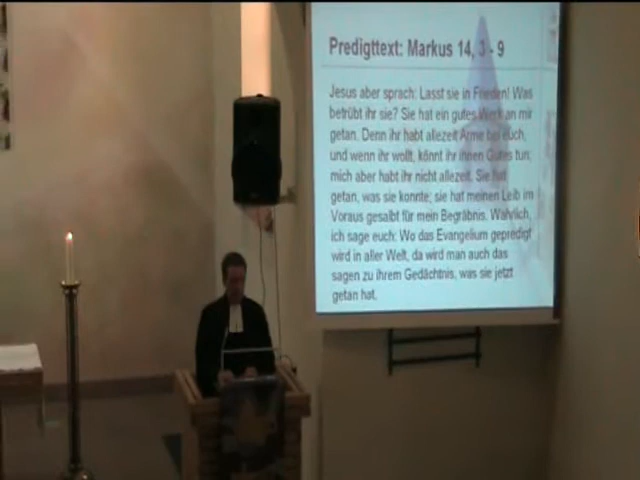 Predigttext: Markus 14, 3 - 9
Jesus aber sprach: Lasst sie in Frieden! Was
betrübt ihr sie? Sie hat ein gutes Werk an mir
getan. Denn ihr habt allezeit Arme bei euch,
und wenn ihr wollt, könnt ihr ihnen Gutes tun;
mich aber habt ihr nicht allezeit. Sie hat
getan, was sie konnte; sie hat meinen Leib im
Voraus gesalbt für mein Begräbnis. Wahrlich,
ich sage euch: Wo das Evangelium gepredigt
wird in aller Welt, da wird man auch das
sagen zu ihrem Gedächtnis, was sie jetzt
getan hat.